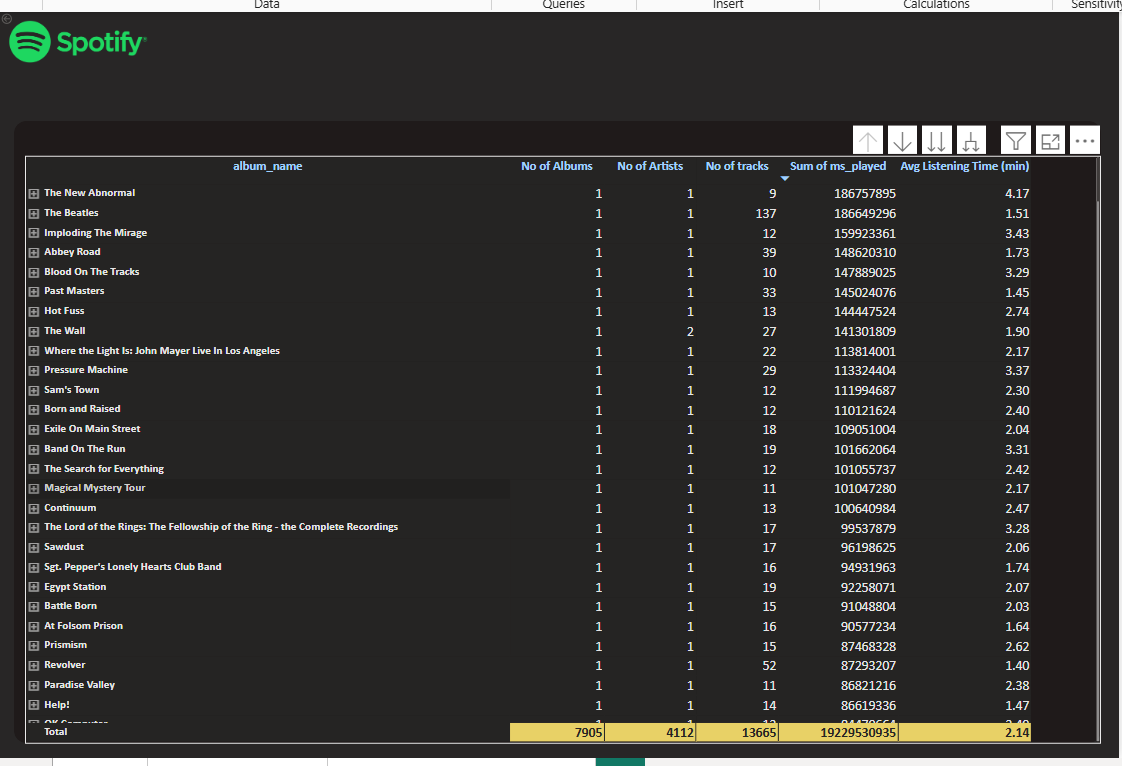 Data Queries Insert Calculations Sensitivity
Spotify
album_name No of Albums No of Artists No of tracks Sum of ms_played Avg Listening Time (min)
The New Abnormal 1 1 9 186757895 4.17
The Beatles 1 1 137 186649296 1.51
Imploding The Mirage 1 1 12 159923361 3.43
Abbey Road 1 1 39 148620310 1.73
Blood On The Tracks 1 1 10 147889025 3.29
Past Masters 1 1 33 145024076 1.45
Hot Fuss 1 1 13 144447524 2.74
The Wall 1 2 27 141301809 1.90
Where the Light Is: John Mayer Live In Los Angeles 1 1 22 113814001 2.17
Pressure Machine 1 1 29 113324404 3.37
Sam's Town 1 1 12 111994687 2.30
Born and Raised 1 1 12 110121624 2.40
Exile On Main Street 1 1 18 109051004 2.04
Band On The Run 1 1 19 101662064 3.31
The Search for Everything 1 1 12 101055737 2.42
Magical Mystery Tour 1 1 11 101047280 2.17
Continuum 1 1 13 100640984 2.47
The Lord of the Rings: The Fellowship of the Ring - the Complete Recordings 1 1 17 99537879 3.28
Sawdust 1 1 17 96198625 2.06
Sgt. Pepper's Lonely Hearts Club Band 1 1 16 94931963 1.74
Egypt Station 1 1 19 92258071 2.07
Battle Born 1 1 15 91048804 2.03
At Folsom Prison 1 1 16 90577234 1.64
Prismism 1 1 15 87468328 2.62
Revolver 1 1 52 87293207 1.40
Paradise Valley 1 1 11 86821216 2.38
Help! 1 1 14 86619336 1.47
OK Computer 1 1
Total 7905 4112 13665 19229530935 2.14